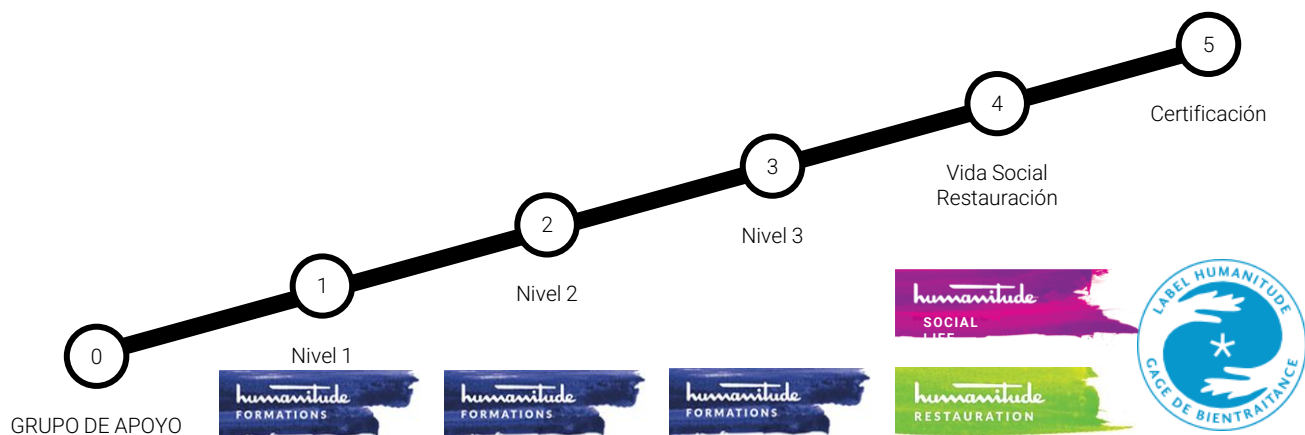 5
4
Certificación
3
Vida Social
Restauración
2
Nivel 3
1
Nivel 2
0
Nivel 1
GRUPO DE APOYO
humanitude
FORMATIONS
humanitude
FORMATIONS
humanitude
FORMATIONS
humanitude
SOCIAL
LIFE
humanitude
RESTAURATION
LABEL HUMANITUDE
GAGE DE BIENTRAITANCE